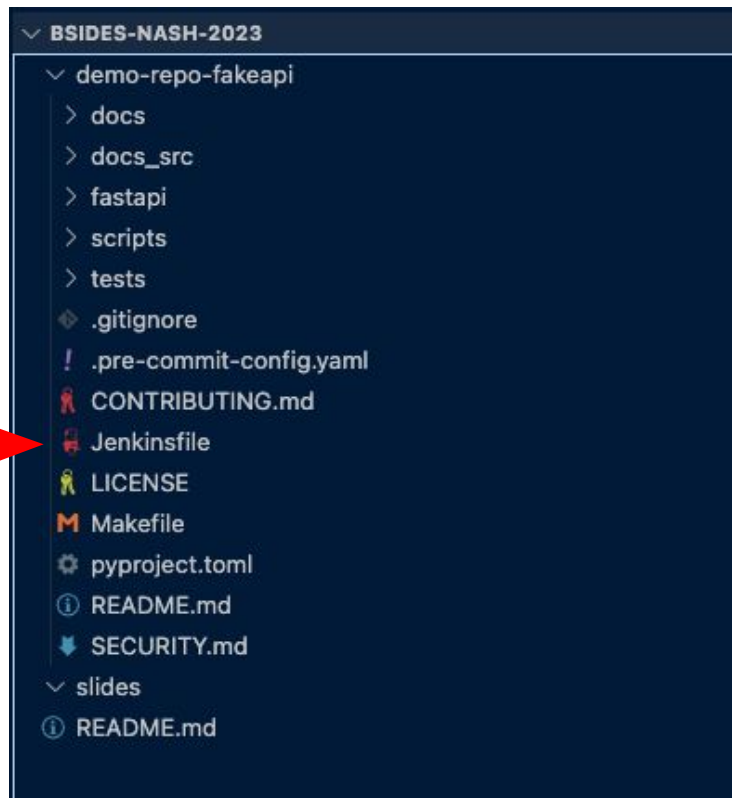 BSIDES-NASH-2023
demo-repo-fakeapi
docs
docs_src
fastapi
scripts
tests
.gitignore
! .pre-commit-config.yaml
CONTRIBUTING.md
Jenkinsfile
LICENSE
M Makefile
pyproject.toml
README.md
SECURITY.md
slides
README.md